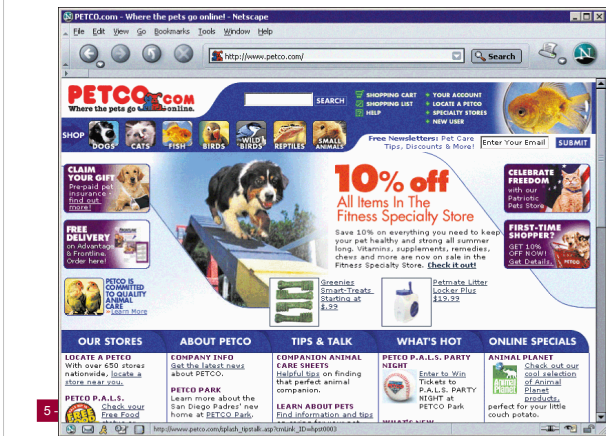 PETCO.com - Where the pets go online! - Netscape
File Edit View Go Bookmarks Tools Window Help
http://www.petco.com/
Search
PETCO.COM
Where the pets go online.
SEARCH
SHOPPING CART
SHOPPING LIST
HELP
YOUR ACCOUNT
LOCATE A PETCO
SPECIALTY STORES
NEW USER
SHOP
DOGS
CATS
FISH
BIRDS
WILD BIRDS
REPTILES
SMALL ANIMALS
Free Newsletters: Pet Care
Tips, Discounts & More!
Enter Your Email
SUBMIT
CLAIM
YOUR GIFT
Pre-paid pet
insurance -
find out
more!
FREE
DELIVERY
on Advantage
& Frontline.
Order here!
PETCO IS
COMMITTED
TO QUALITY
ANIMAL
CARE
Learn More
10% off
All Items In The
Fitness Specialty Store
Save 10% on everything you need to keep
your pet healthy and strong all summer
long. Vitamins, supplements, remedies,
chews and more are now on sale in the
Fitness Specialty Store. Check it out!
Greenies
Smart-Treats
Starting at
$.99
Petmate Litter
Locker Plus
$19.99
CELEBRATE
FREEDOM
with our
Patriotic
Pets Store
FIRST-TIME
SHOPPER?
GET 10%
OFF NOW!
Get Details.
OUR STORES
LOCATE A PETCO
With over 650 stores
nationwide, locate a
store near you.
PETCO P.A.L.S.
Check your
Free Food
ABOUT PETCO
COMPANY INFO
Get the latest news
about PETCO.
PETCO PARK
Learn more about the
San Diego Padres' new
home at PETCO Park.
TIPS & TALK
COMPANION ANIMAL
CARE SHEETS
Helpful tips on finding
that perfect animal
companion.
LEARN ABOUT PETS
Find information and tips
WHAT'S HOT
PETCO P.A.L.S. PARTY
NIGHT
Enter to Win
Tickets to
P.A.L.S. PARTY
NIGHT at
PETCO Park
ONLINE SPECIALS
ANIMAL PLANET
Check out our
cool selection
of Animal
Planet
products,
perfect for your little
couch potato.
5 -
http://www.petco.com/splash_tipstalk.asp?cmLink_ID=whpst0003